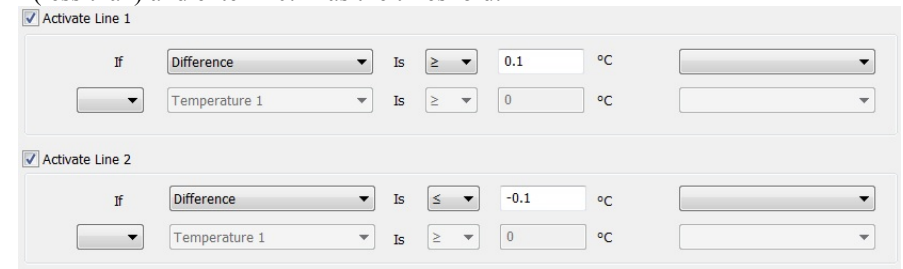 Activate Line 1
If Difference Is ≥ 0.1 °C
Temperature 1 Is ≥ 0 °C
Activate Line 2
If Difference Is ≤ -0.1 °C
Temperature 1 Is ≥ 0 °C